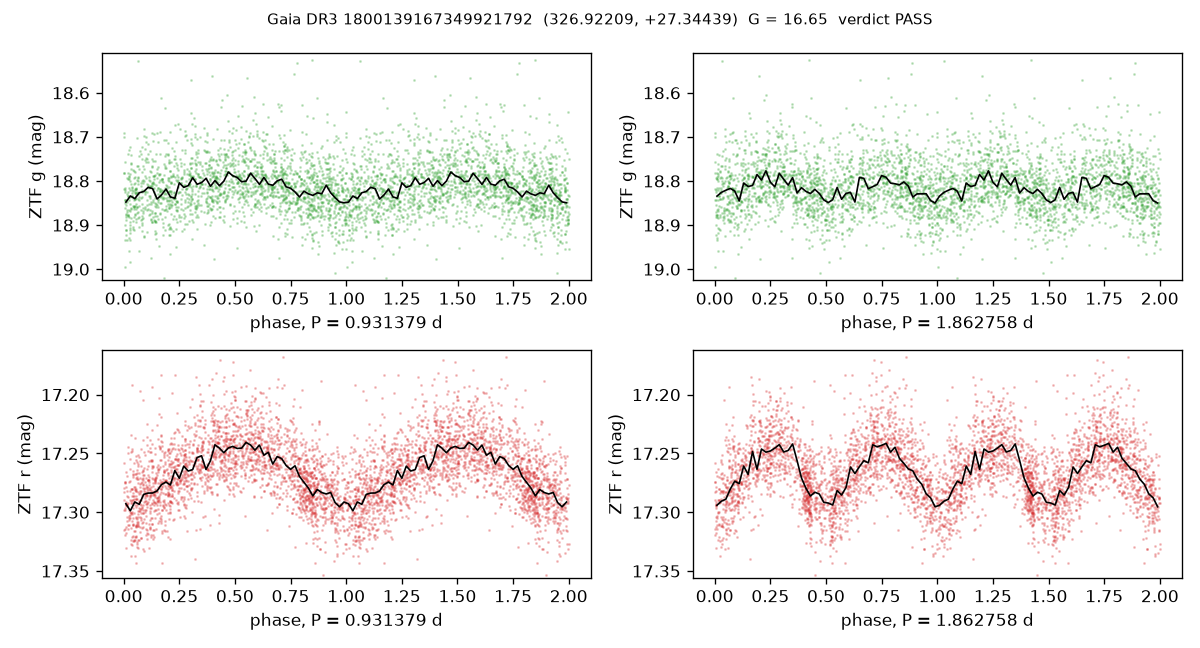 Gaia DR3 1800139167349921792 (326.92209, +27.34439) G = 16.65 verdict PASS
ZTF g (mag)
18.6
18.7
18.8
18.9
19.0
0.00 0.25 0.50 0.75 1.00 1.25 1.50 1.75 2.00
phase, P = 0.931379 d
ZTF g (mag)
18.6
18.7
18.8
18.9
19.0
0.00 0.25 0.50 0.75 1.00 1.25 1.50 1.75 2.00
phase, P = 1.862758 d
ZTF r (mag)
17.20
17.25
17.30
17.35
0.00 0.25 0.50 0.75 1.00 1.25 1.50 1.75 2.00
phase, P = 0.931379 d
ZTF r (mag)
17.20
17.25
17.30
17.35
0.00 0.25 0.50 0.75 1.00 1.25 1.50 1.75 2.00
phase, P = 1.862758 d